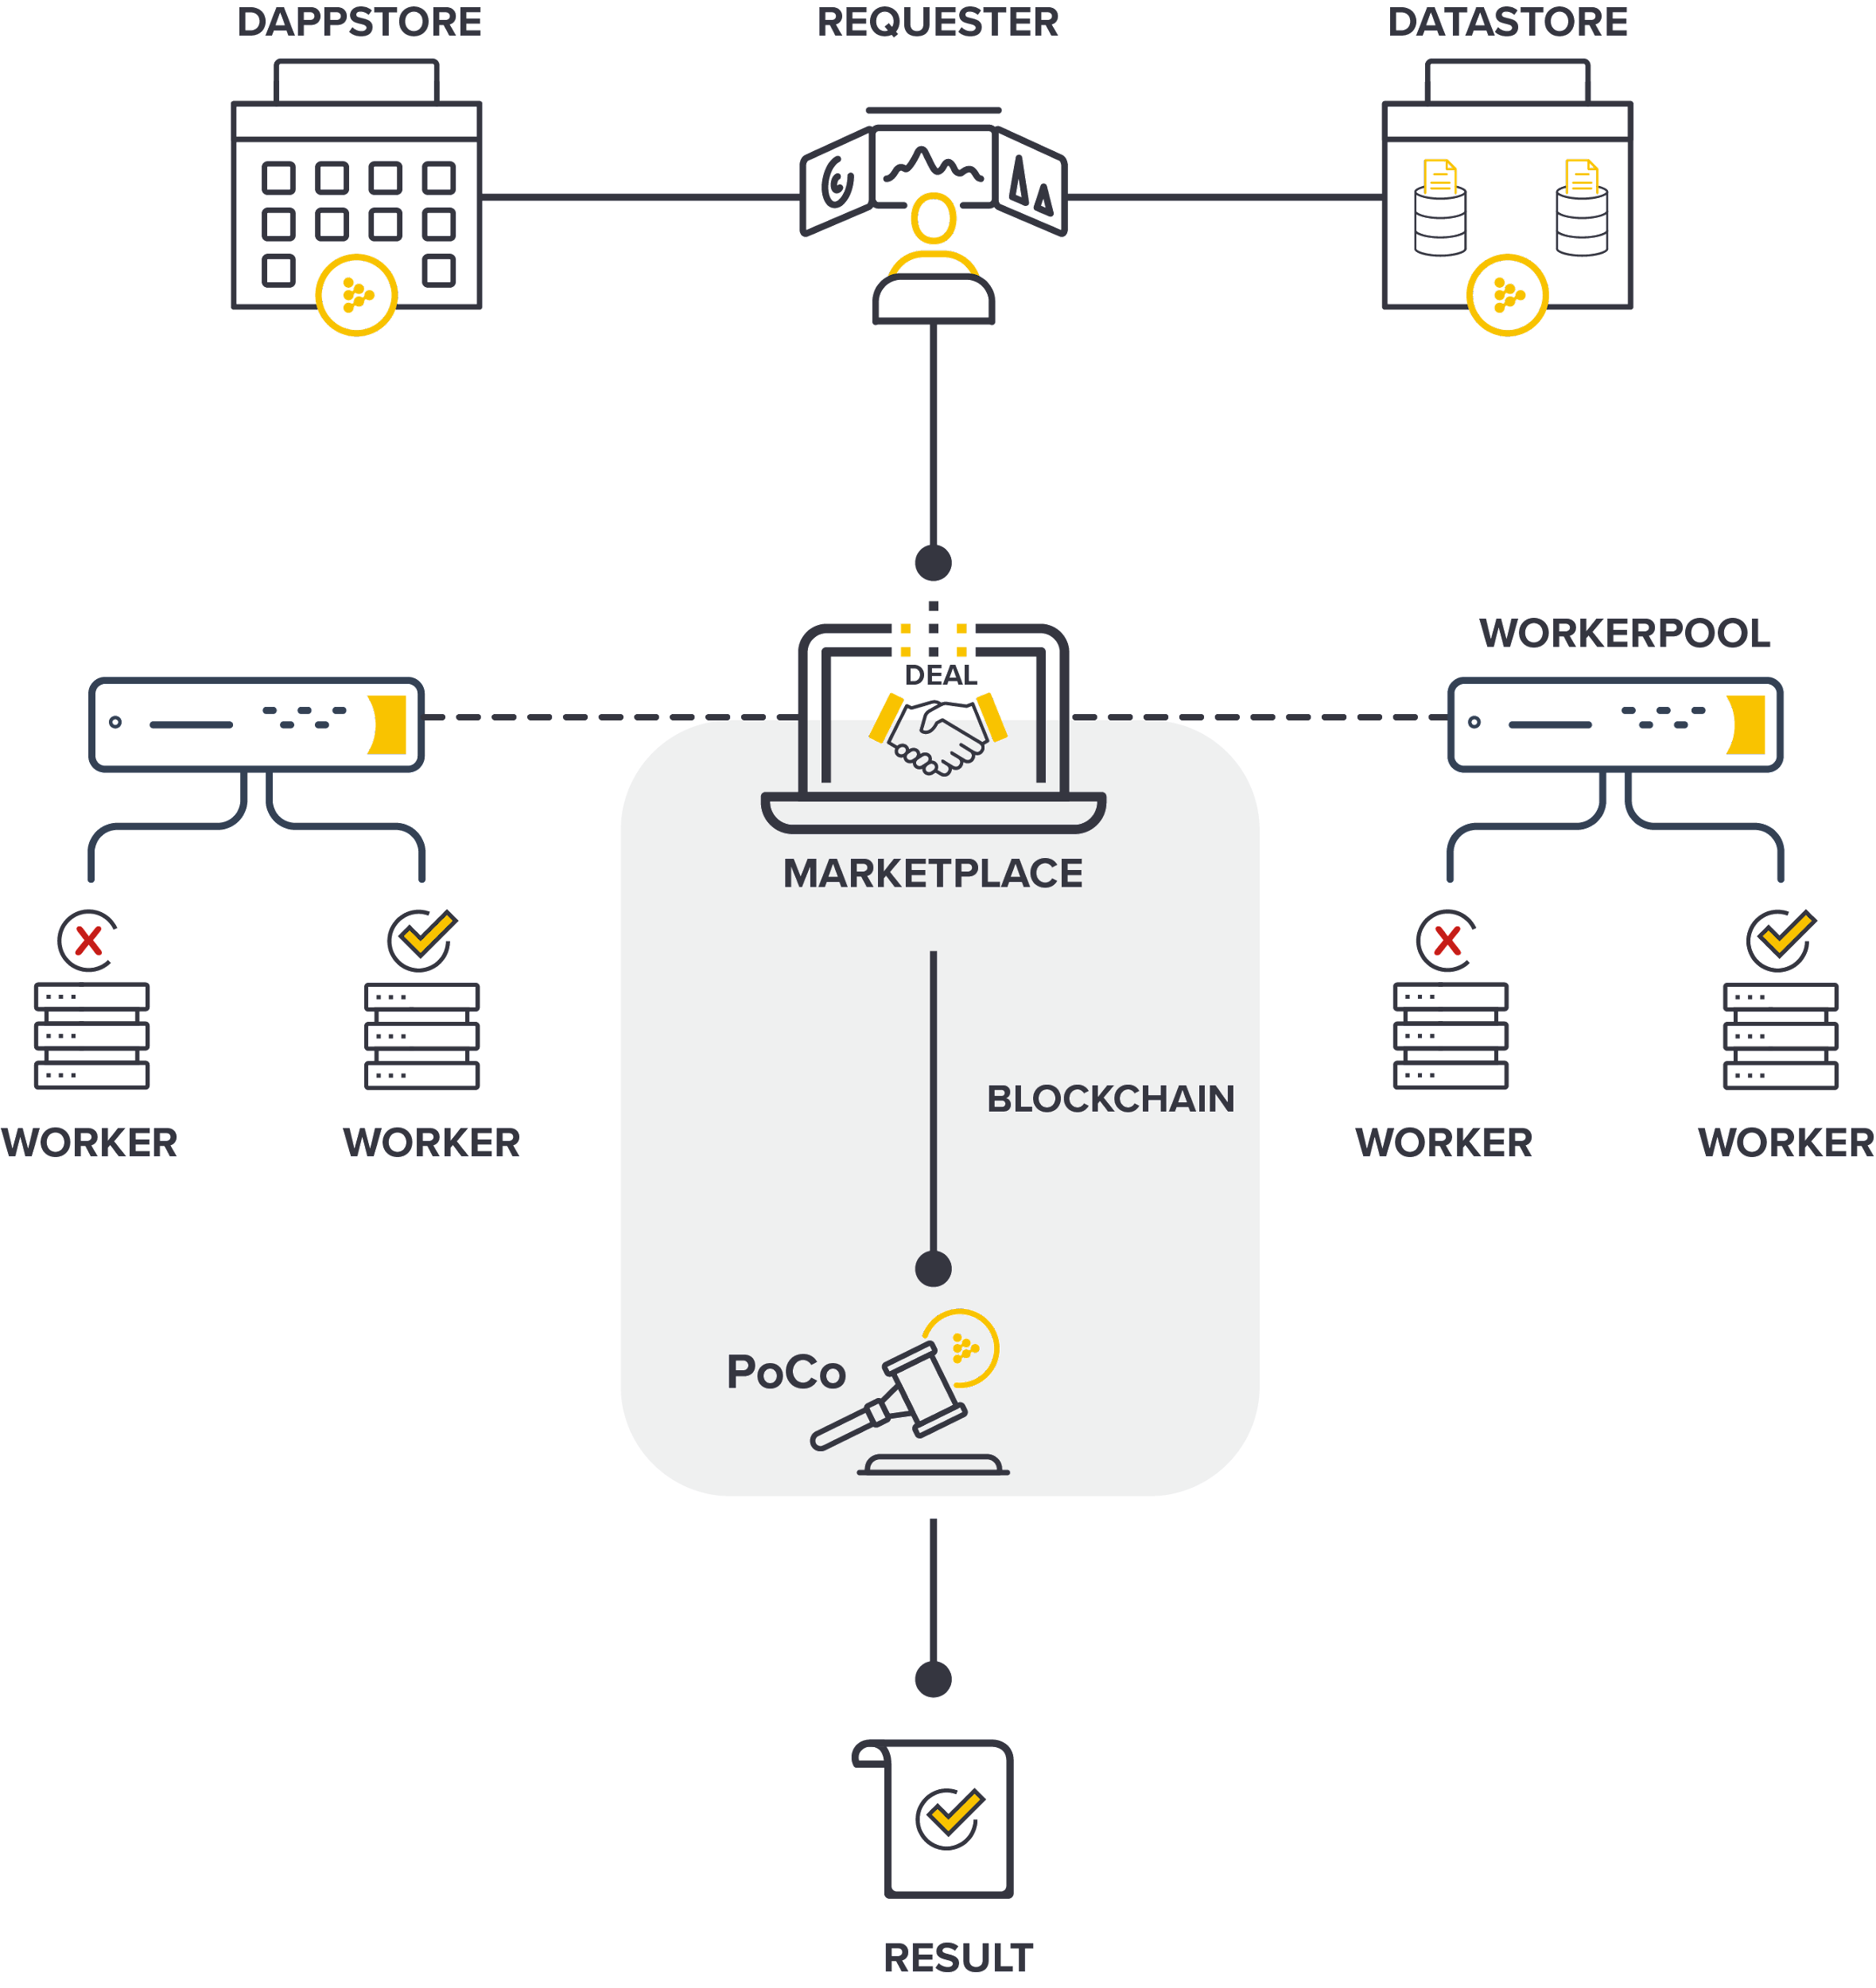 DAPPSTORE
REQUESTER
DATASTORE
WORKERPOOL
DEAL
MARKETPLACE
BLOCKCHAIN
WORKER
WORKER
WORKER
WORKER
PoCo
RESULT